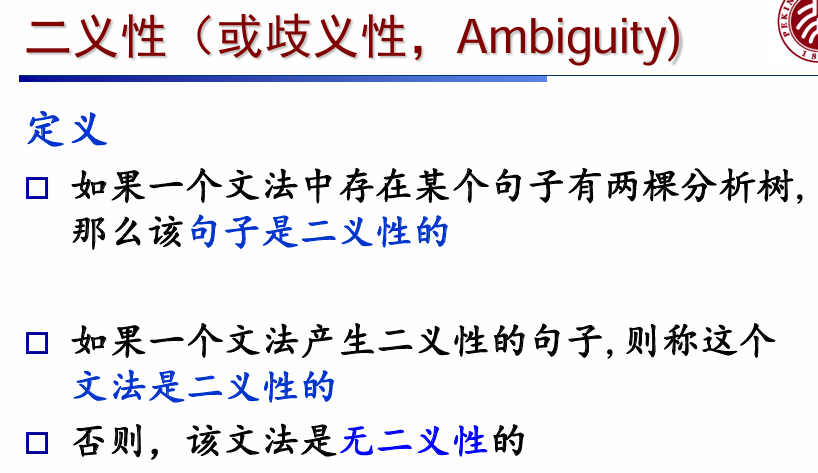 二义性（或歧义性，Ambiguity)
定义
如果一个文法中存在某个句子有两棵分析树，
那么该句子是二义性的
如果一个文法产生二义性的句子，则称这个
文法是二义性的
否则，该文法是无二义性的